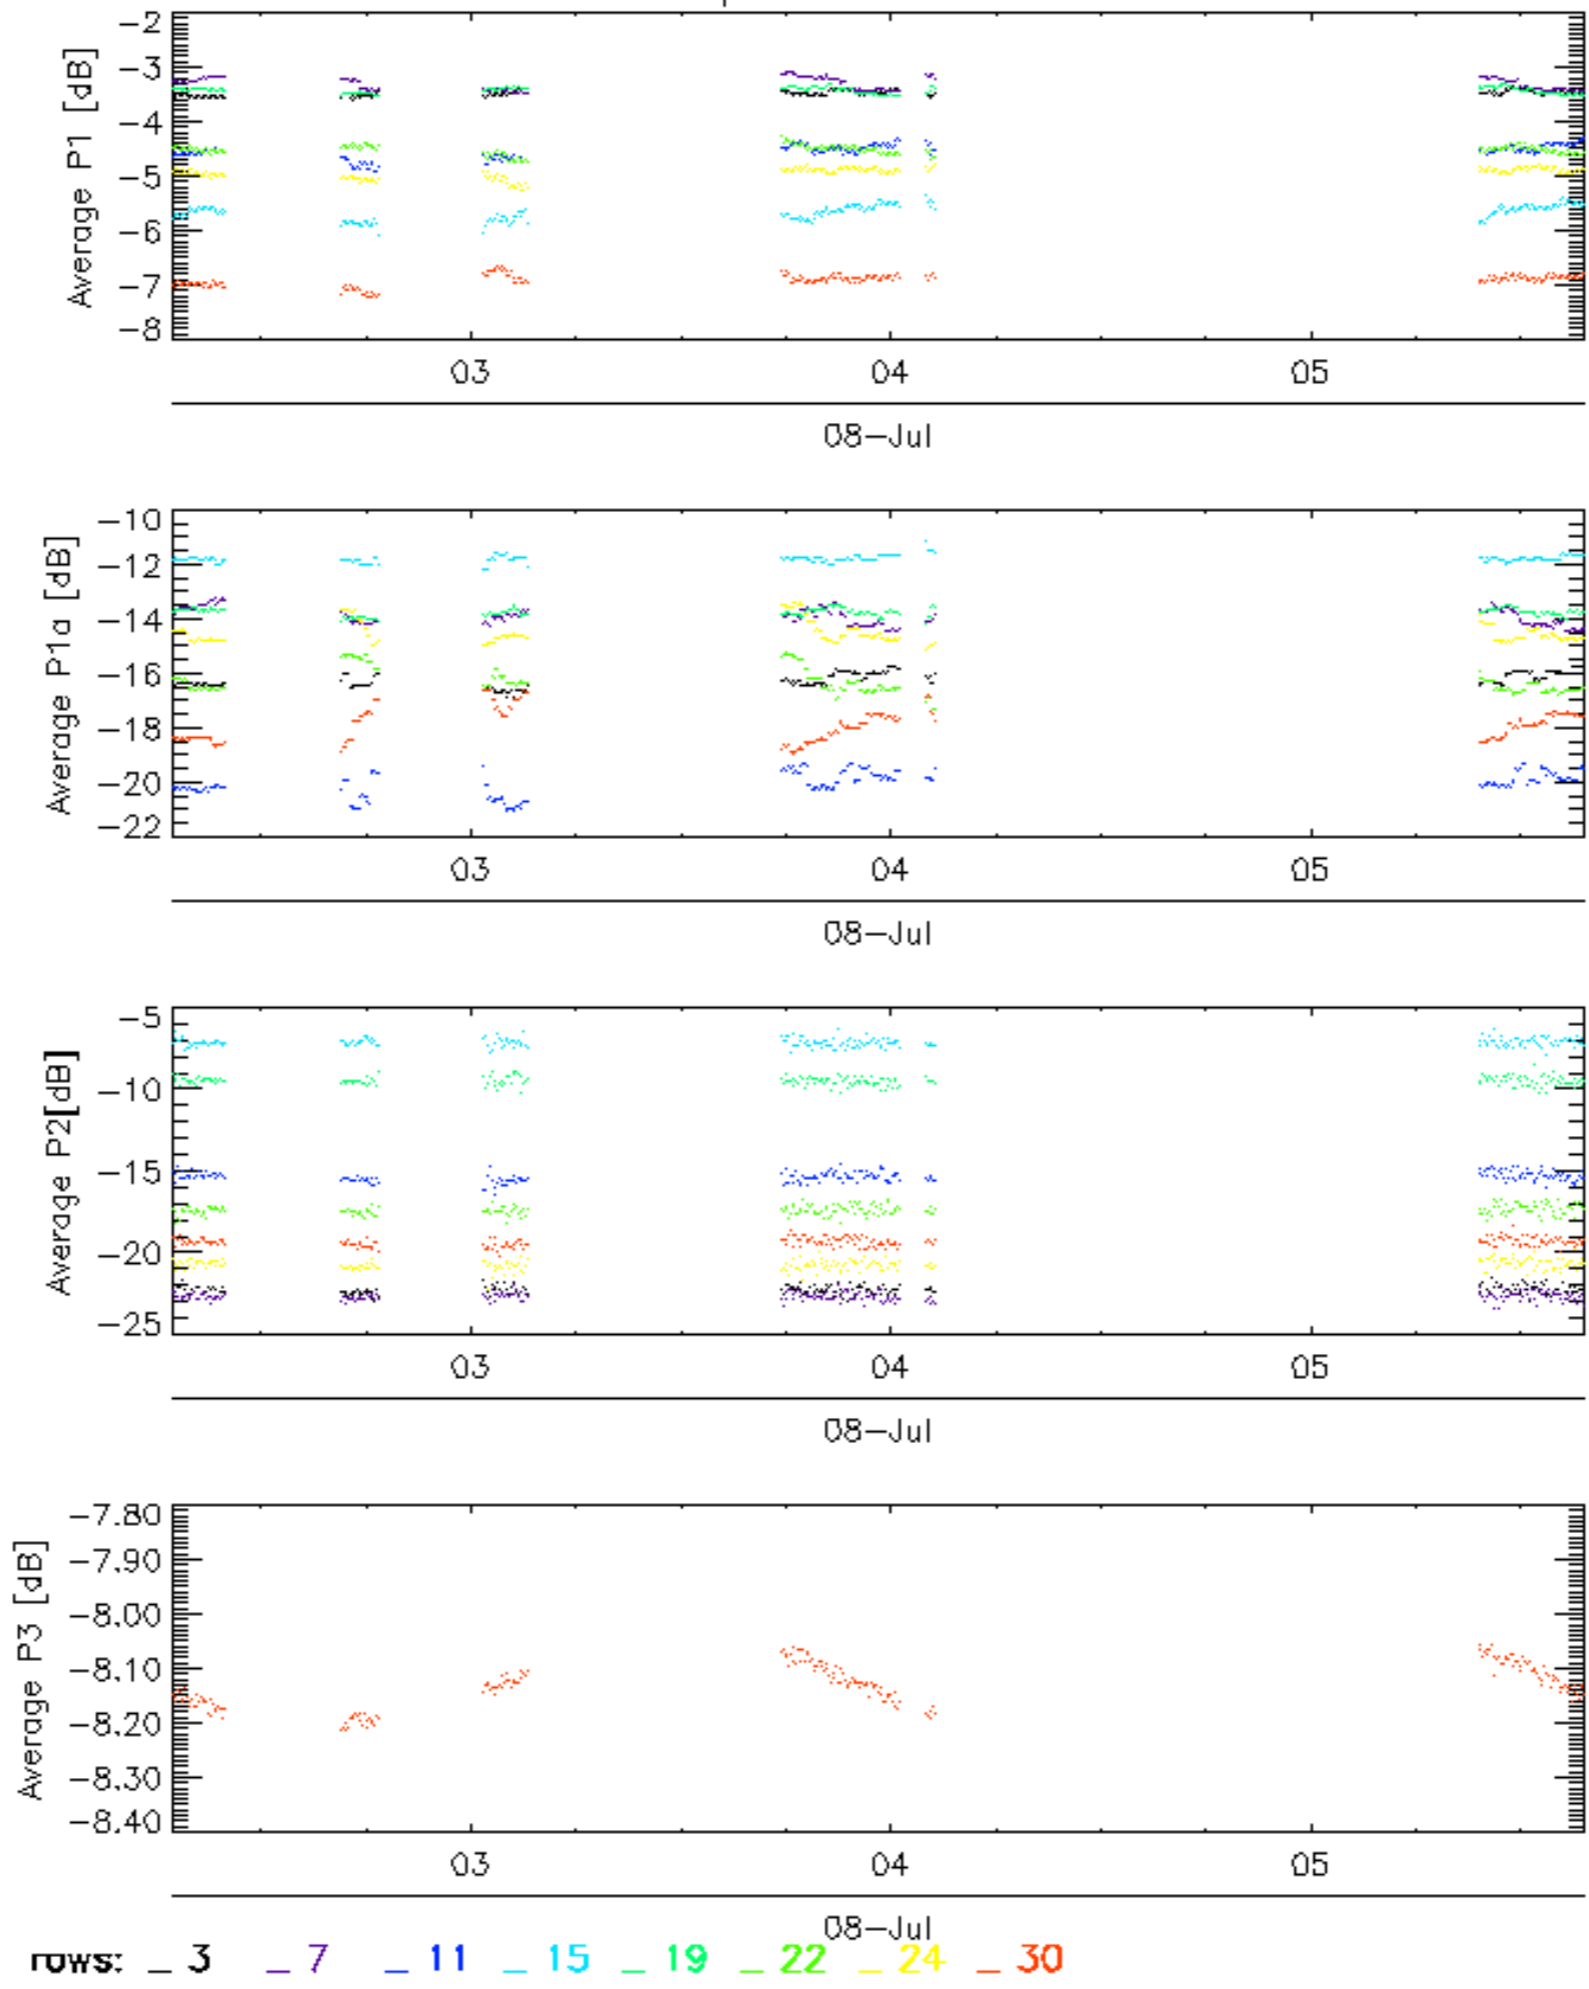 Average P1 [dB]
-2
-3
-4
-5
-6
-7
-8
03 04 05
08-Jul
Average P1a [dB]
-10
-12
-14
-16
-18
-20
-22
03 04 05
08-Jul
Average P2[dB]
-5
-10
-15
-20
-25
03 04 05
08-Jul
Average P3 [dB]
-7.80
-7.90
-8.00
-8.10
-8.20
-8.30
-8.40
03 04 05
08-Jul
rows: _ 3 _ 7 _ 11 _ 15 _ 19 _ 22 _ 24 _ 30